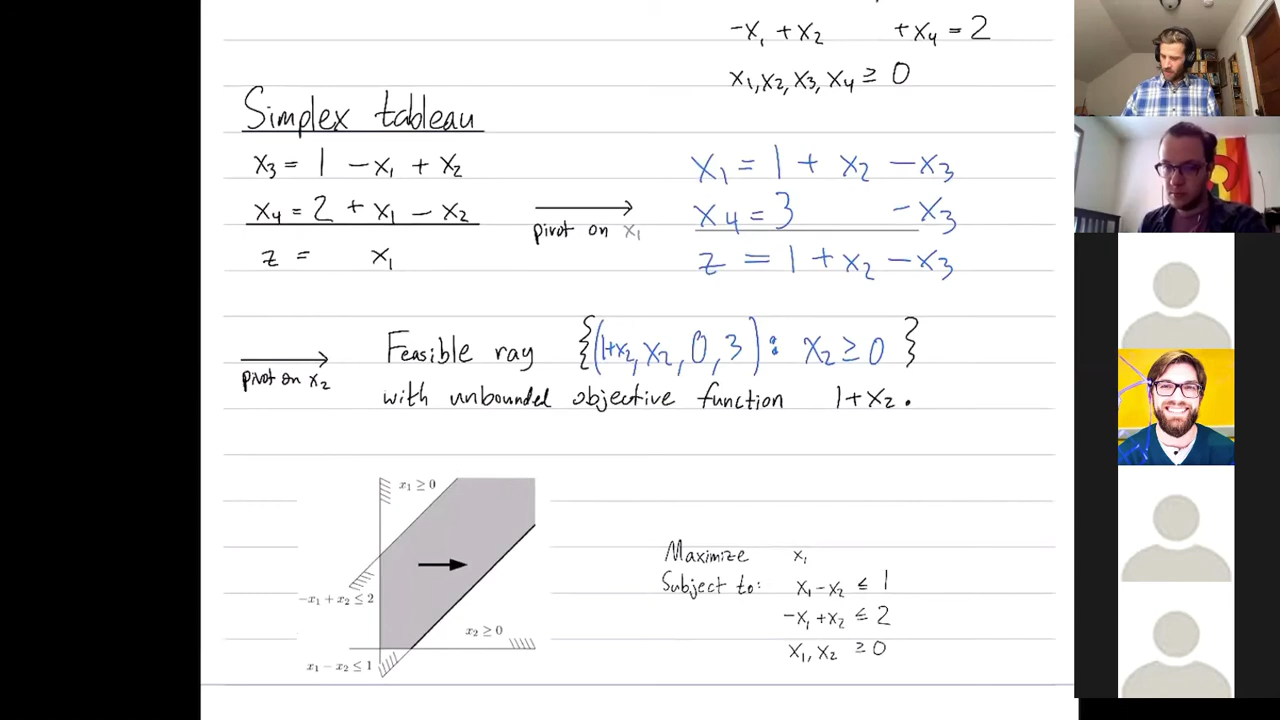 -x₁ + x₂ + x₄ = 2
x₁, x₂, x₃, x₄ ≥ 0
Simplex tableau
x₃ = 1 - x₁ + x₂
x₄ = 2 + x₁ - x₂
z = x₁
pivot on x₁
x₁ = 1 + x₂ - x₃
x₄ = 3 - x₃
z = 1 + x₂ - x₃
pivot on x₂
Feasible ray {(1+x₂, x₂, 0, 3) : x₂ ≥ 0}
with unbounded objective function 1+x₂.
x₁ ≥ 0
-x₁ + x₂ ≤ 2
x₂ ≥ 0
x₁ - x₂ ≤ 1
Maximize x₁
Subject to: x₁ - x₂ ≤ 1
-x₁ + x₂ ≤ 2
x₁, x₂ ≥ 0